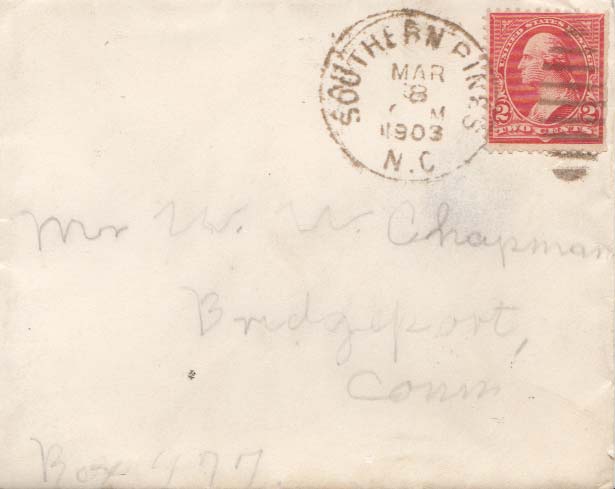 SOUTHERN PINES
MAR
8
M
1903
N.C.
UNITED STATES
2 2
TWO CENTS
Mr W. W. Chapman
Bridgeport,
Conn
Box 477.